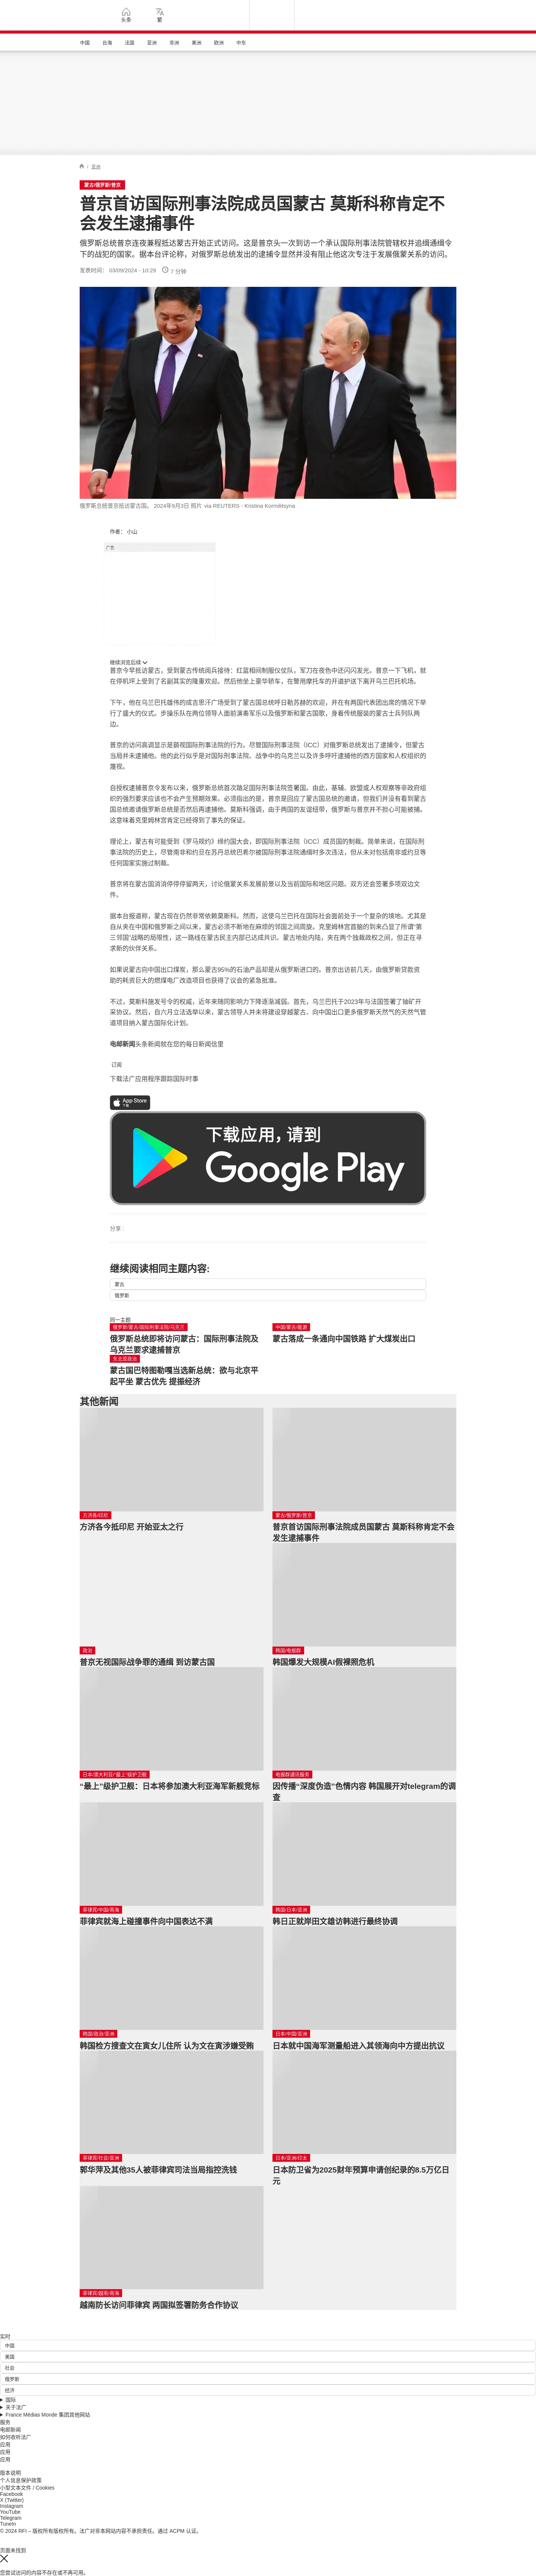 头条
繁
中国
台海
法国
亚洲
非洲
美洲
欧洲
中东
/ 亚洲
蒙古/俄罗斯/普京
普京首访国际刑事法院成员国蒙古 莫斯科称肯定不
会发生逮捕事件
俄罗斯总统普京连夜兼程抵达蒙古开始正式访问。这是普京头一次到访一个承认国际刑事法院管辖权并追缉通缉令
下的战犯的国家。据本台评论称，对俄罗斯总统发出的逮捕令显然并没有阻止他这次专注于发展俄蒙关系的访问。
发表时间： 03/09/2024 - 10:29 7 分钟
俄罗斯总统普京抵达蒙古国。 2024年9月3日 照片 via REUTERS - Kristina Kormilitsyna
作者： 小山
广告
继续浏览后续
普京今早抵达蒙古，受到蒙古传统阅兵接待：红蓝相间制服仪仗队，军刀在夜色中还闪闪发光。普京一下飞机，就
在停机坪上受到了名副其实的隆重欢迎。然后他坐上豪华轿车，在警用摩托车的开道护送下离开乌兰巴托机场。
下午，他在乌兰巴托雄伟的成吉思汗广场受到了蒙古国总统呼日勒苏赫的欢迎，并在有两国代表团出席的情况下举
行了盛大的仪式。步操乐队在两位领导人面前演奏军乐以及俄罗斯和蒙古国歌，身着传统服装的蒙古士兵列队两
边。
普京的访问高调显示是藐视国际刑事法院的行为。尽管国际刑事法院（ICC）对俄罗斯总统发出了逮捕令，但蒙古
当局并未逮捕他。他的此行似乎是对国际刑事法院、战争中的乌克兰以及许多呼吁逮捕他的西方国家和人权组织的
蔑视。
自授权逮捕普京令发布以来，俄罗斯总统首次踏足国际刑事法院签署国。由此，基辅、欧盟或人权观察等非政府组
织的强烈要求应该也不会产生预期效果。必须指出的是，普京是回应了蒙古国总统的邀请，但我们并没有看到蒙古
国总统邀请俄罗斯总统是否然后再逮捕他。莫斯科强调，由于两国的友谊纽带，俄罗斯与普京并不担心可能被捕。
这意味着克里姆林宫肯定已经得到了事先的保证。
理论上，蒙古有可能受到《罗马规约》缔约国大会，即国际刑事法院（ICC）成员国的制裁。简单来说，在国际刑
事法院的历史上，尽管南非和约旦在苏丹总统巴希尔被国际刑事法院通缉时多次违法，但从未对包括南非或约旦等
任何国家实施过制裁。
普京将在蒙古国消消停停停留两天，讨论俄蒙关系发展前景以及当前国际和地区问题。双方还会签署多项双边文
件。
据本台报道称，蒙古现在仍然非常依赖莫斯科。然而，这使乌兰巴托在国际社会面前处于一个复杂的境地。尤其是
自从夹在中国和俄罗斯之间以来，蒙古必须不断地在麻烦的邻国之间周旋。克里姆林宫首脑的到来凸显了所谓“第
三邻国”战略的局限性，这一路线在蒙古民主内部已达成共识。蒙古地处内陆，夹在两个独裁政权之间，但正在寻
求新的伙伴关系。
如果说蒙古向中国出口煤炭，那么蒙古95%的石油产品却是从俄罗斯进口的。普京出访前几天，由俄罗斯贷款资
助的耗资巨大的燃煤电厂改造项目也获得了议会的紧急批准。
不过，莫斯科施发号令的权威，近年来随同影响力下降逐渐减弱。首先，乌兰巴托于2023年与法国签署了铀矿开
采协议。然后，自六月立法选举以来，蒙古领导人并未将建设穿越蒙古、向中国出口更多俄罗斯天然气的天然气管
道项目纳入蒙古国际化计划。
电邮新闻头条新闻就在您的每日新闻信里
订阅
下载法广应用程序跟踪国际时事
App Store
下载
下载应用，请到
Google Play
分享 :
继续阅读相同主题内容:
蒙古
俄罗斯
同一主题
俄罗斯/蒙古/国际刑事法院/乌克兰
俄罗斯总统即将访问蒙古：国际刑事法院及
乌克兰要求逮捕普京
中国/蒙古/能源
蒙古落成一条通向中国铁路 扩大煤炭出口
东北亚政治
蒙古国巴特图勒嘎当选新总统：欲与北京平
起平坐 蒙古优先 提振经济
其他新闻
方济各/印尼
方济各今抵印尼 开始亚太之行
蒙古/俄罗斯/普京
普京首访国际刑事法院成员国蒙古 莫斯科称肯定不会
发生逮捕事件
政治
普京无视国际战争罪的通缉 到访蒙古国
韩国/电报群
韩国爆发大规模AI假裸照危机
日本/澳大利亚/“最上”级护卫舰
“最上”级护卫舰：日本将参加澳大利亚海军新舰竞标
电报群通讯服务
因传播“深度伪造”色情内容 韩国展开对telegram的调
查
菲律宾/中国/南海
菲律宾就海上碰撞事件向中国表达不满
韩国/日本/亚洲
韩日正就岸田文雄访韩进行最终协调
韩国/政治/亚洲
韩国检方搜查文在寅女儿住所 认为文在寅涉嫌受贿
日本/中国/亚洲
日本就中国海军测量船进入其领海向中方提出抗议
菲律宾/社会/亚洲
郭华萍及其他35人被菲律宾司法当局指控洗钱
日本/亚洲/印太
日本防卫省为2025财年预算申请创纪录的8.5万亿日
元
菲律宾/越南/南海
越南防长访问菲律宾 两国拟签署防务合作协议
实时
中国
美国
社会
俄罗斯
经济
国际
关于法广
France Médias Monde 集团其他网站
服务
电邮新闻
如何收听法广
应用
应用
应用
版本说明
个人信息保护政策
小型文本文件 / Cookies
Facebook
X (Twitter)
Instagram
YouTube
Telegram
TuneIn
© 2024 RFI – 版权所有版权所有。法广对非本网站内容不承担责任。通过 ACPM 认证。
页面未找到
您尝试访问的内容不存在或不再可用。